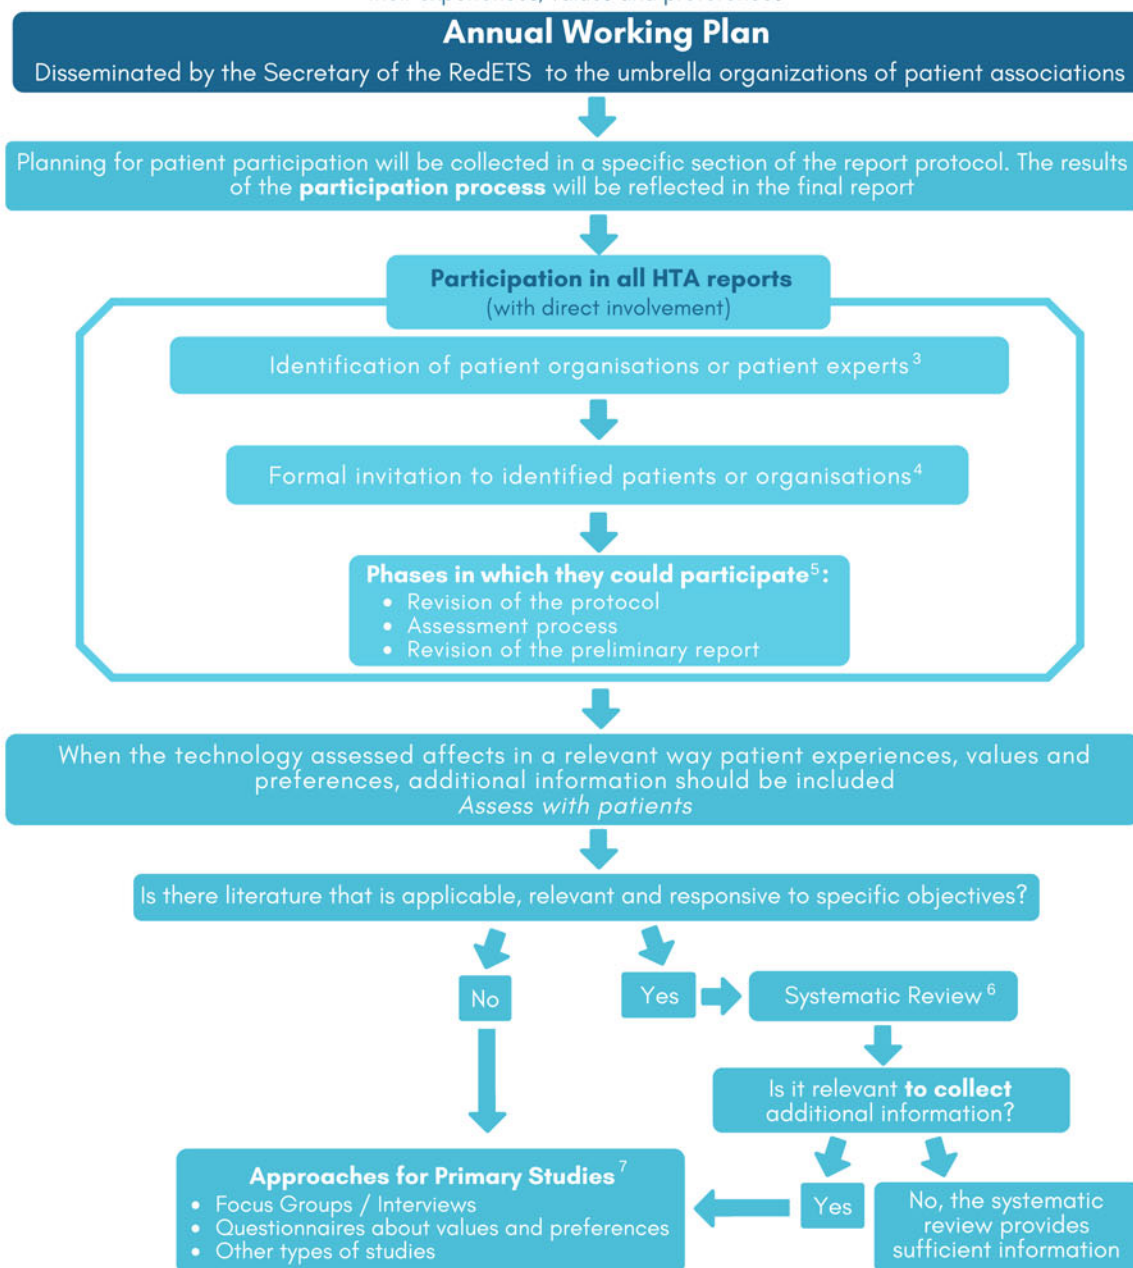 Annual Working Plan
Disseminated by the Secretary of the RedETS to the umbrella organizations of patient associations
Planning for patient participation will be collected in a specific section of the report protocol. The results
of the participation process will be reflected in the final report
Participation in all HTA reports
(with direct involvement)
Identification of patient organisations or patient experts³
Formal invitation to identified patients or organisations⁴
Phases in which they could participate⁵:
• Revision of the protocol
• Assessment process
• Revision of the preliminary report
When the technology assessed affects in a relevant way patient experiences, values and
preferences, additional information should be included
Assess with patients
Is there literature that is applicable, relevant and responsive to specific objectives?
No
Yes
Systematic Review ⁶
Is it relevant to collect
additional information?
Approaches for Primary Studies ⁷
• Focus Groups / Interviews
• Questionnaires about values and preferences
• Other types of studies
Yes
No, the systematic
review provides
sufficient information